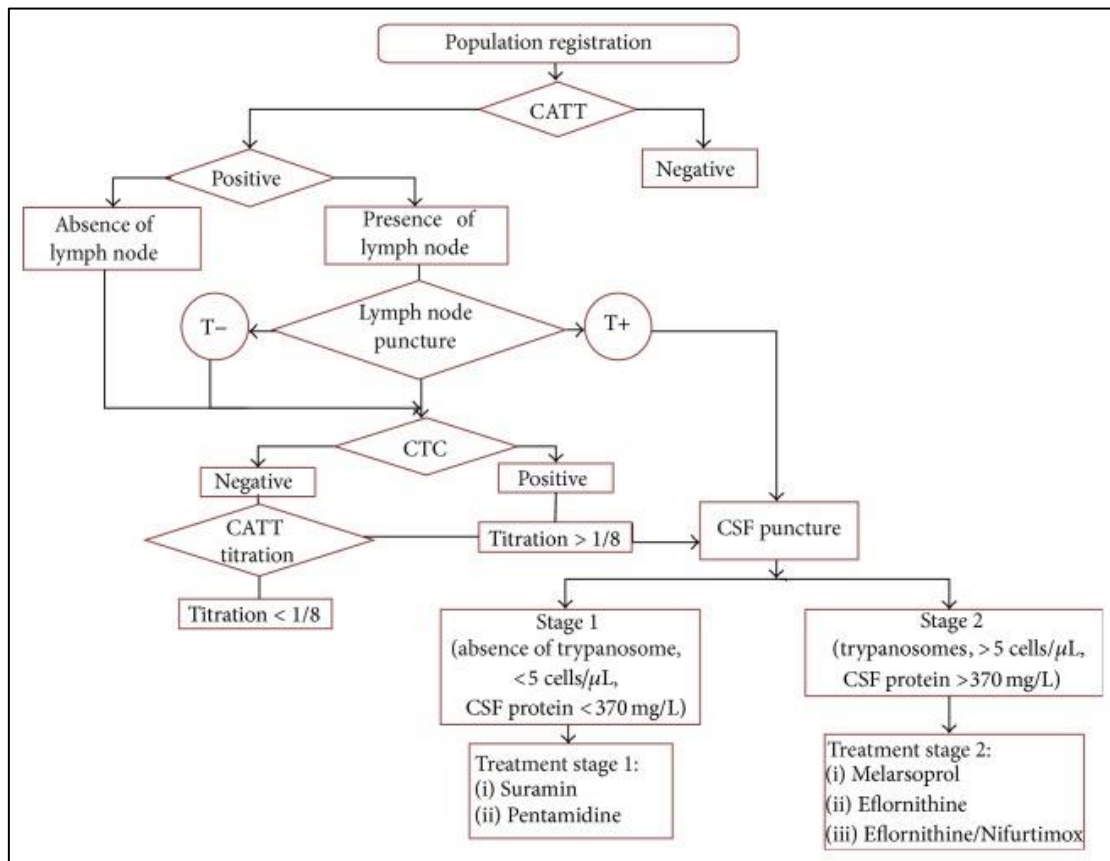 Population registration
CATT
Negative
Positive
Absence of
lymph node
Presence of
lymph node
T−
Lymph node
puncture
T+
CTC
Negative
Positive
CATT
titration
Titration > 1/8
CSF puncture
Titration < 1/8
Stage 1
(absence of trypanosome,
<5 cells/μL,
CSF protein <370 mg/L)
Stage 2
(trypanosomes, >5 cells/μL,
CSF protein >370 mg/L)
Treatment stage 1:
(i) Suramin
(ii) Pentamidine
Treatment stage 2:
(i) Melarsoprol
(ii) Eflornithine
(iii) Eflornithine/Nifurtimox